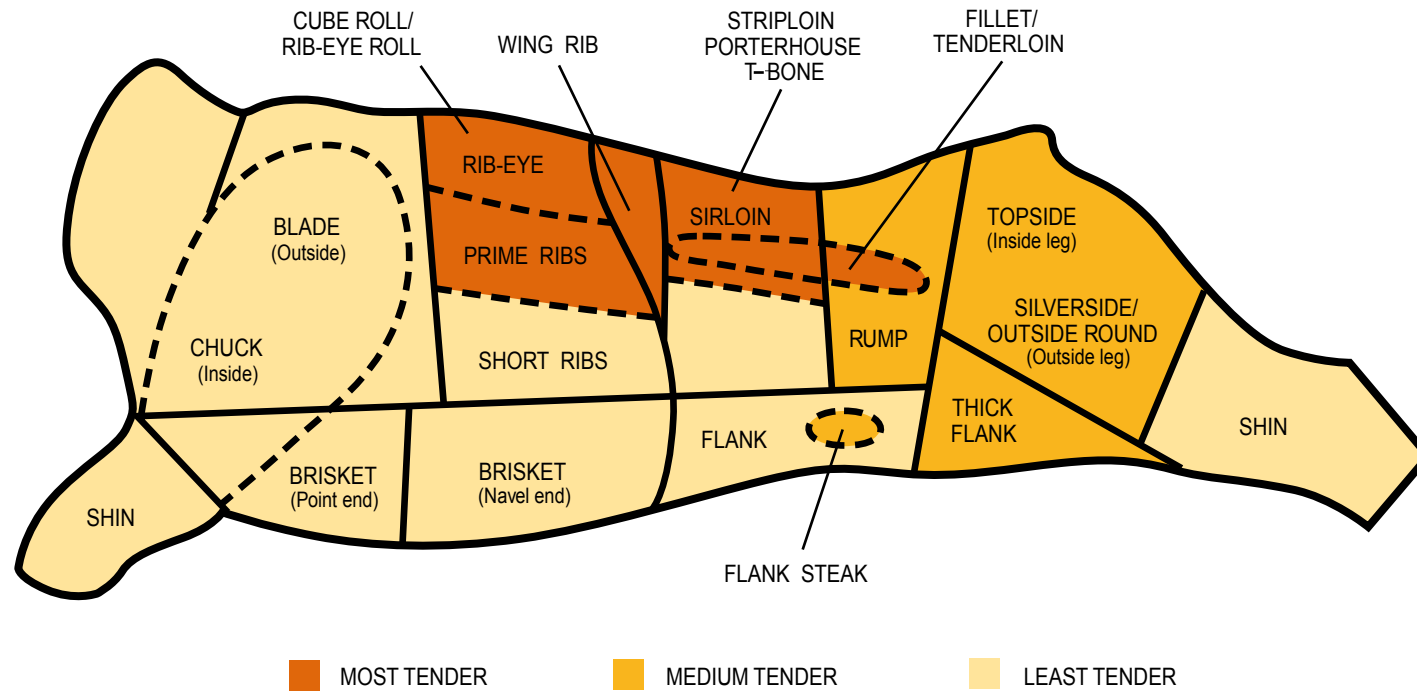 CUBE ROLL/
RIB-EYE ROLL
WING RIB
STRIPLOIN
PORTERHOUSE
T-BONE
FILLET/
TENDERLOIN
RIB-EYE
PRIME RIBS
SHORT RIBS
SIRLOIN
BLADE
(Outside)
CHUCK
(Inside)
TOPSIDE
(Inside leg)
SILVERSIDE/
OUTSIDE ROUND
(Outside leg)
RUMP
THICK
FLANK
SHIN
FLANK
BRISKET
(Point end)
BRISKET
(Navel end)
SHIN
FLANK STEAK
MOST TENDER
MEDIUM TENDER
LEAST TENDER